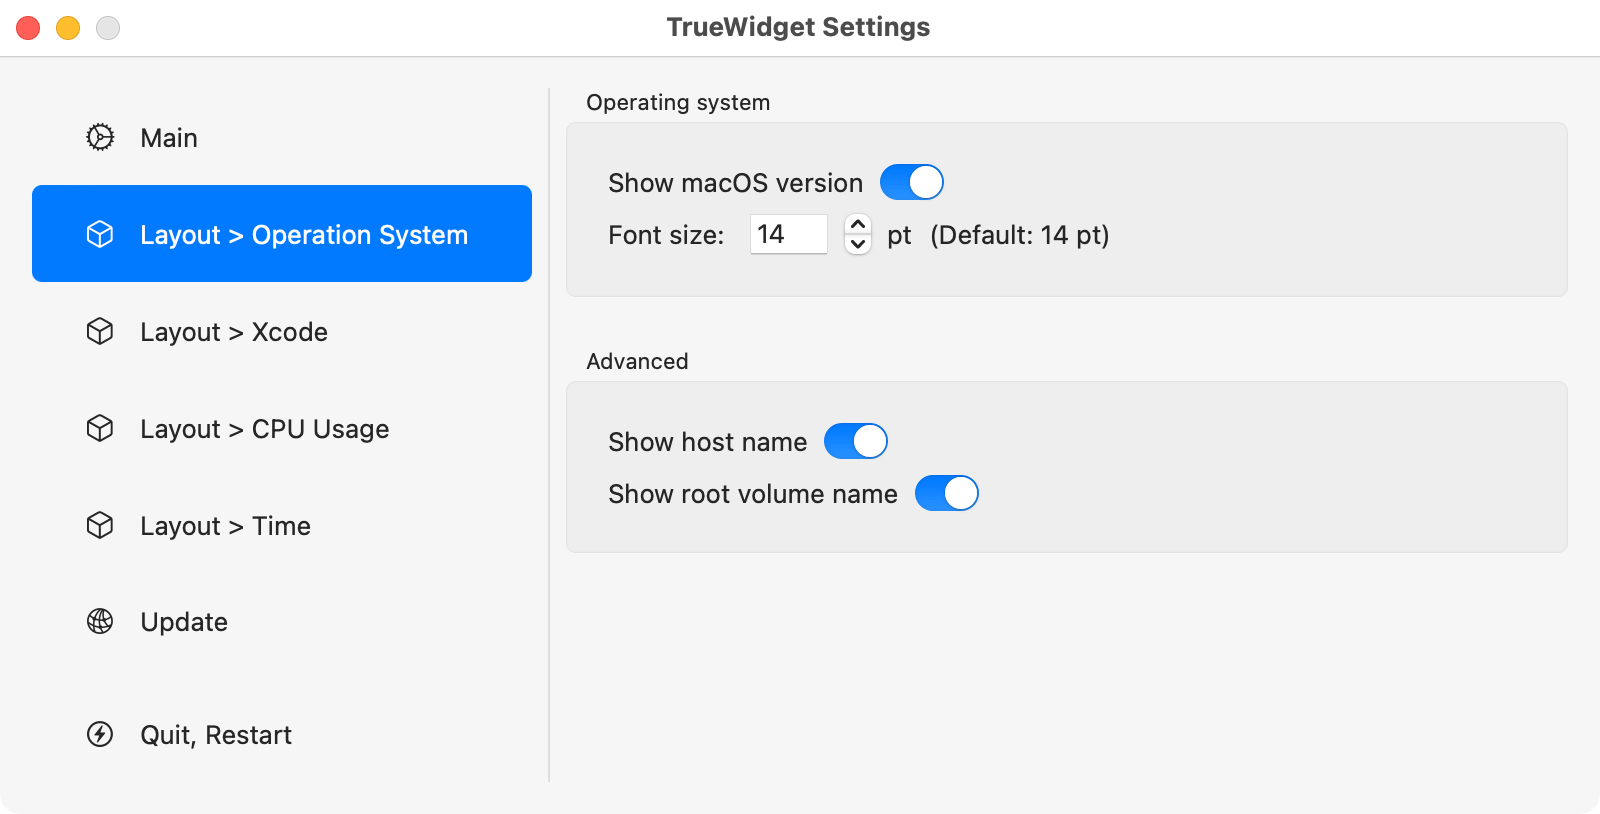 TrueWidget Settings
Main
Layout > Operation System
Layout > Xcode
Layout > CPU Usage
Layout > Time
Update
Quit, Restart
Operating system
Show macOS version
Font size: 14 pt (Default: 14 pt)
Advanced
Show host name
Show root volume name